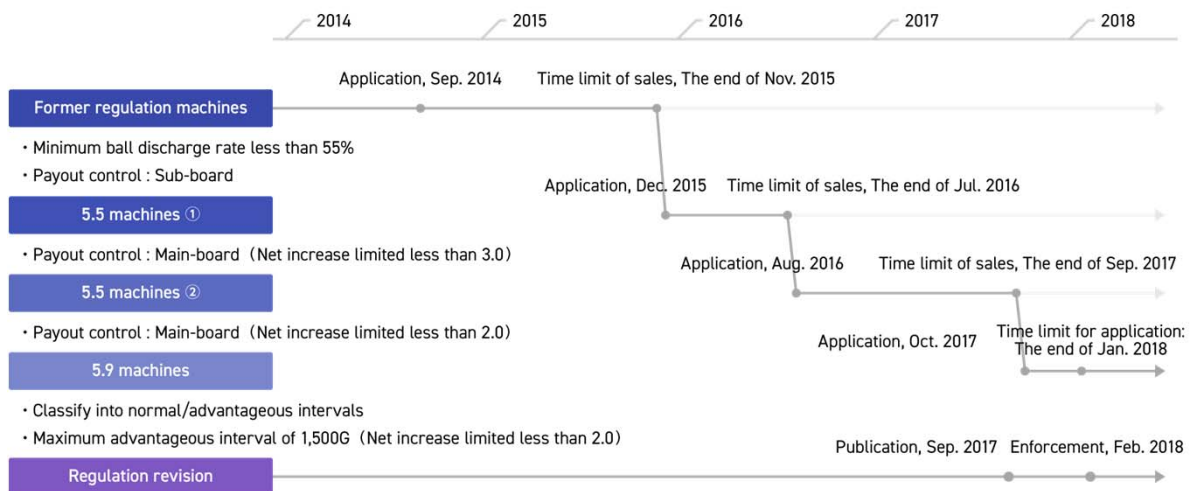 2014 2015 2016 2017 2018
Application, Sep. 2014 Time limit of sales, The end of Nov. 2015
Former regulation machines
・Minimum ball discharge rate less than 55%
・Payout control : Sub-board
Application, Dec. 2015 Time limit of sales, The end of Jul. 2016
5.5 machines ①
・Payout control : Main-board（Net increase limited less than 3.0）
Application, Aug. 2016 Time limit of sales, The end of Sep. 2017
5.5 machines ②
・Payout control : Main-board（Net increase limited less than 2.0）
Application, Oct. 2017 Time limit for application:
The end of Jan. 2018
5.9 machines
・Classify into normal/advantageous intervals
・Maximum advantageous interval of 1,500G（Net increase limited less than 2.0）
Publication, Sep. 2017 Enforcement, Feb. 2018
Regulation revision